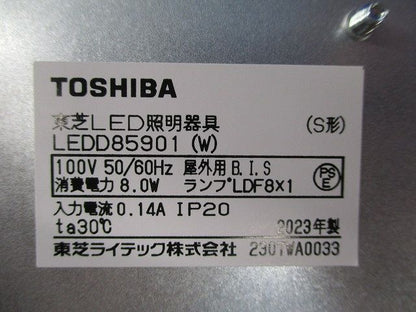 TOSHIBA
東芝LED照明器具 (S形)
LEDD85901 (W)
100V 50/60Hz 屋外用 B.I.S
消費電力 8.0W ランプ LDF8×1
PS
E
入力電流 0.14A IP20
ta30℃ 2023年製
東芝ライテック株式会社 2301WA0033